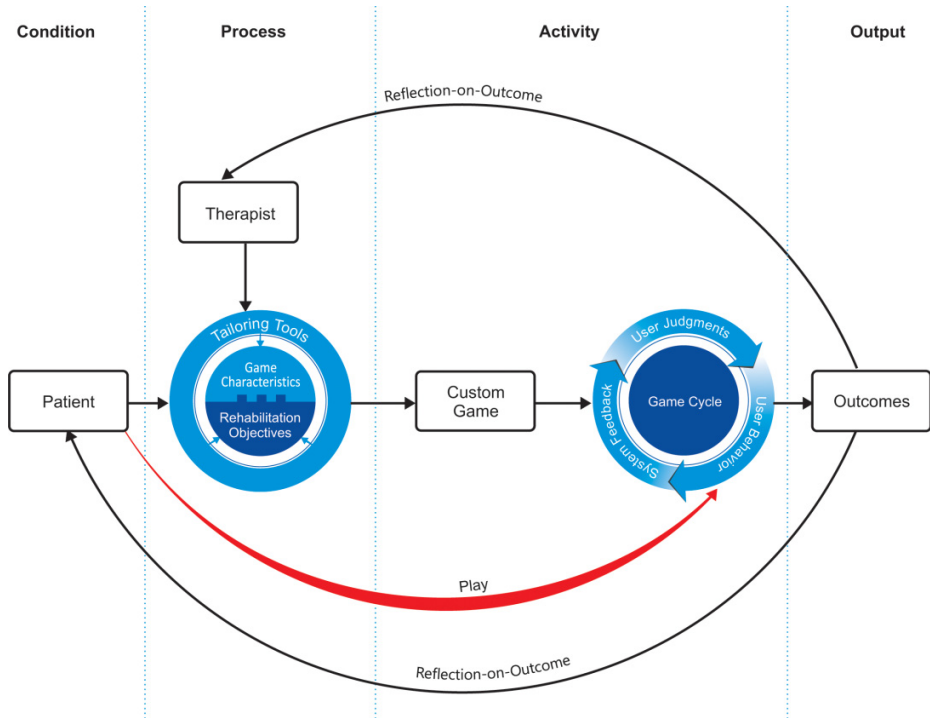 Condition
Process
Activity
Output
Reflection-on-Outcome
Therapist
Tailoring Tools
Game
Characteristics
Rehabilitation
Objectives
Patient
Custom
Game
User Judgments
User Behavior
System Feedback
Game Cycle
Outcomes
Play
Reflection-on-Outcome